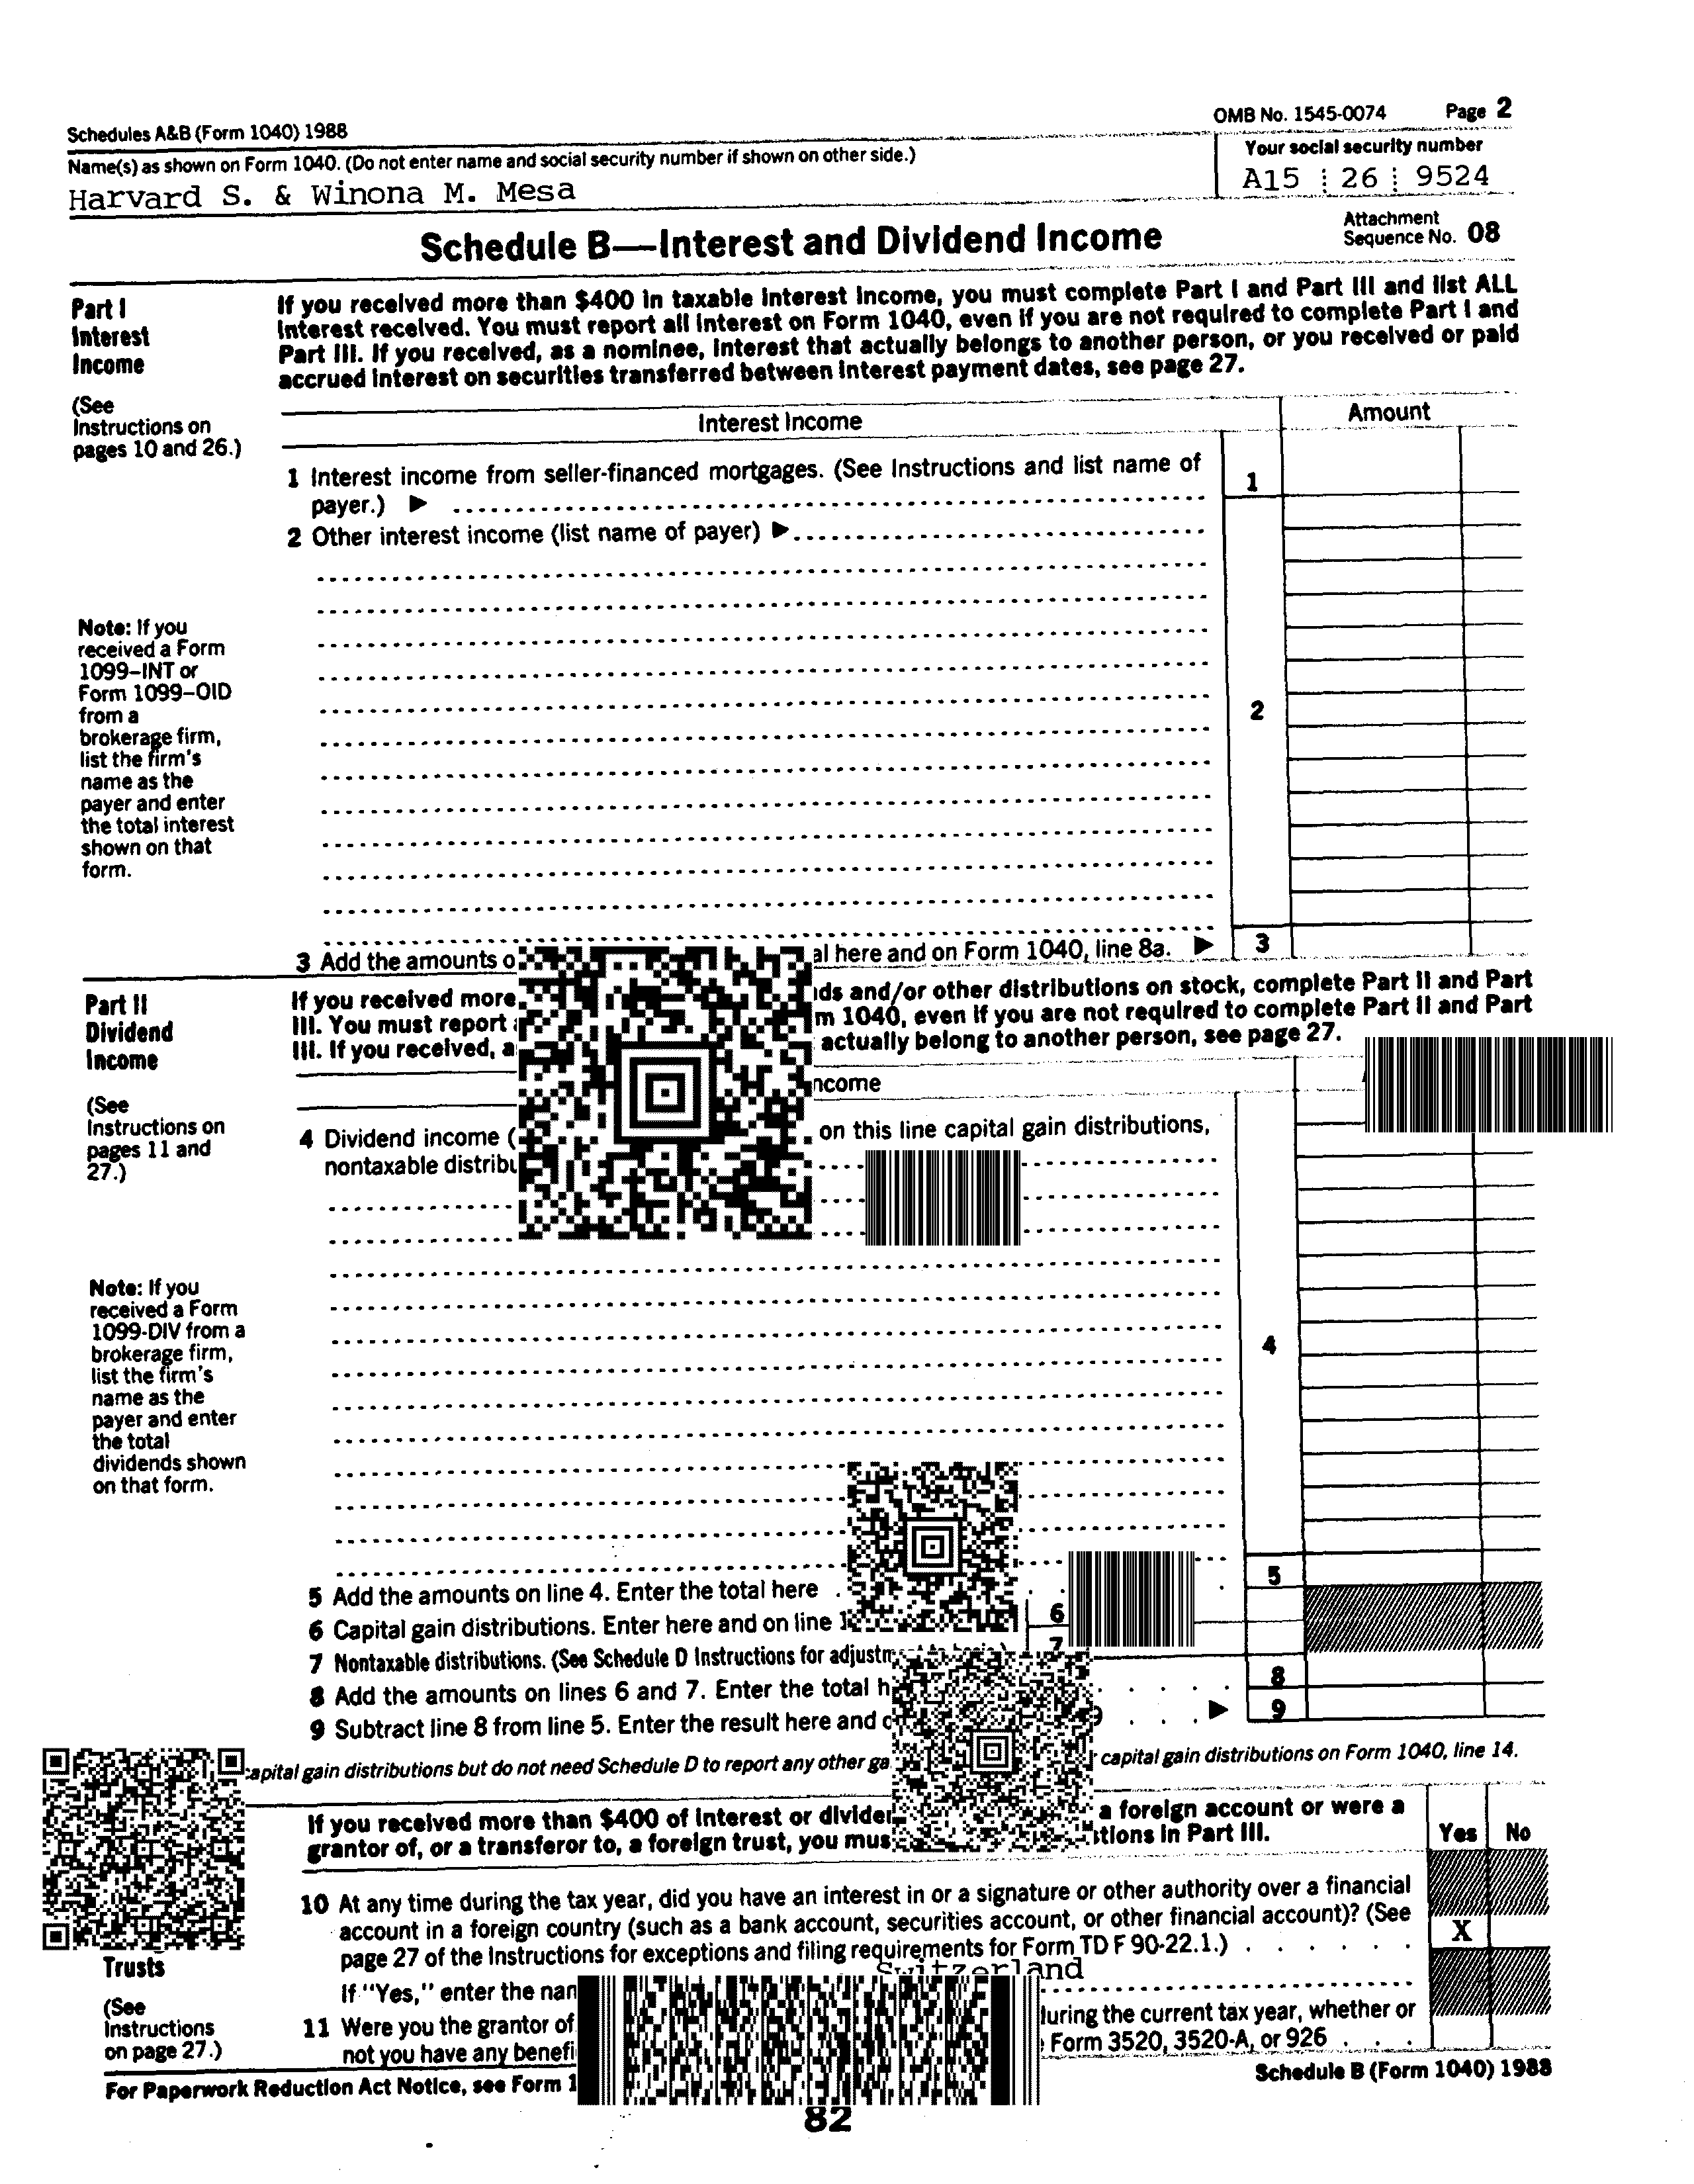 Schedules A&B (Form 1040) 1988
OMB No. 1545-0074 Page 2
Name(s) as shown on Form 1040. (Do not enter name and social security number if shown on other side.)
Your social security number
Harvard S. & Winona M. Mesa
A15 26 9524
Schedule B—Interest and Dividend Income
Attachment
Sequence No. 08
Part I
Interest
Income
(See
Instructions on
pages 10 and 26.)
If you received more than $400 in taxable interest income, you must complete Part I and Part III and list ALL
interest received. You must report all interest on Form 1040, even if you are not required to complete Part I and
Part III. If you received, as a nominee, interest that actually belongs to another person, or you received or paid
accrued interest on securities transferred between interest payment dates, see page 27.
Interest Income
Amount
1 Interest income from seller-financed mortgages. (See Instructions and list name of
payer.) ▶
1
2 Other interest income (list name of payer) ▶
Note: If you
received a Form
1099–INT or
Form 1099–OID
from a
brokerage firm,
list the firm's
name as the
payer and enter
the total interest
shown on that
form.
2
3 Add the amounts o al here and on Form 1040, line 8a. ▶ 3
Part II
Dividend
Income
(See
Instructions on
pages 11 and
27.)
If you received more ds and/or other distributions on stock, complete Part II and Part
III. You must report m 1040, even if you are not required to complete Part II and Part
III. If you received, a actually belong to another person, see page 27.
ncome
4 Dividend income ( on this line capital gain distributions,
nontaxable distribu
Note: If you
received a Form
1099-DIV from a
brokerage firm,
list the firm's
name as the
payer and enter
the total
dividends shown
on that form.
4
5 Add the amounts on line 4. Enter the total here 5
6 Capital gain distributions. Enter here and on line 1 6
7 Nontaxable distributions. (See Schedule D Instructions for adjustment to basis.) 7
8 Add the amounts on lines 6 and 7. Enter the total h 8
9 Subtract line 8 from line 5. Enter the result here and o ▶ 9
capital gain distributions but do not need Schedule D to report any other ga capital gain distributions on Form 1040, line 14.
If you received more than $400 of interest or divide a foreign account or were a
grantor of, or a transferor to, a foreign trust, you mus stions in Part III.
Yes No
10 At any time during the tax year, did you have an interest in or a signature or other authority over a financial
account in a foreign country (such as a bank account, securities account, or other financial account)? (See
page 27 of the Instructions for exceptions and filing requirements for Form TD F 90-22.1.)
X
Trusts
(See
Instructions
on page 27.)
Switzerland
If "Yes," enter the nam
11 Were you the grantor of during the current tax year, whether or
not you have any benefi Form 3520, 3520-A, or 926
For Paperwork Reduction Act Notice, see Form 1
Schedule B (Form 1040) 1988
82